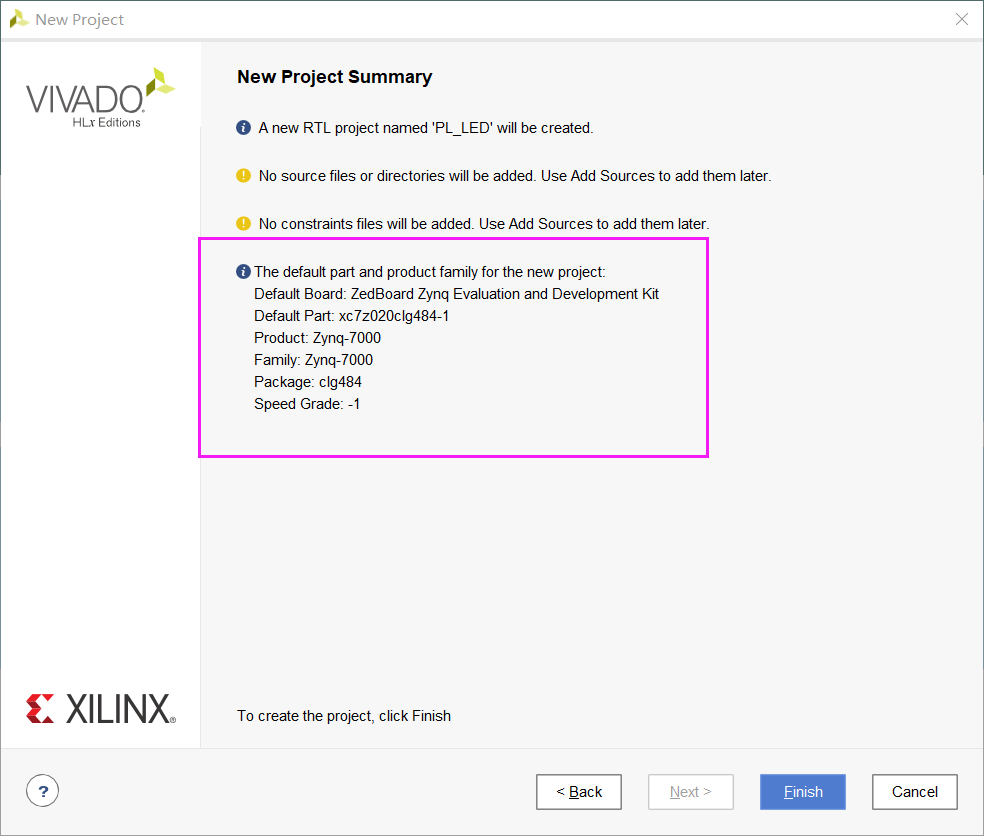 New Project
VIVADO.
HLx Editions
New Project Summary
A new RTL project named 'PL_LED' will be created.
No source files or directories will be added. Use Add Sources to add them later.
No constraints files will be added. Use Add Sources to add them later.
The default part and product family for the new project:
Default Board: ZedBoard Zynq Evaluation and Development Kit
Default Part: xc7z020clg484-1
Product: Zynq-7000
Family: Zynq-7000
Package: clg484
Speed Grade: -1
XILINX®
To create the project, click Finish
?
< Back
Next >
Finish
Cancel